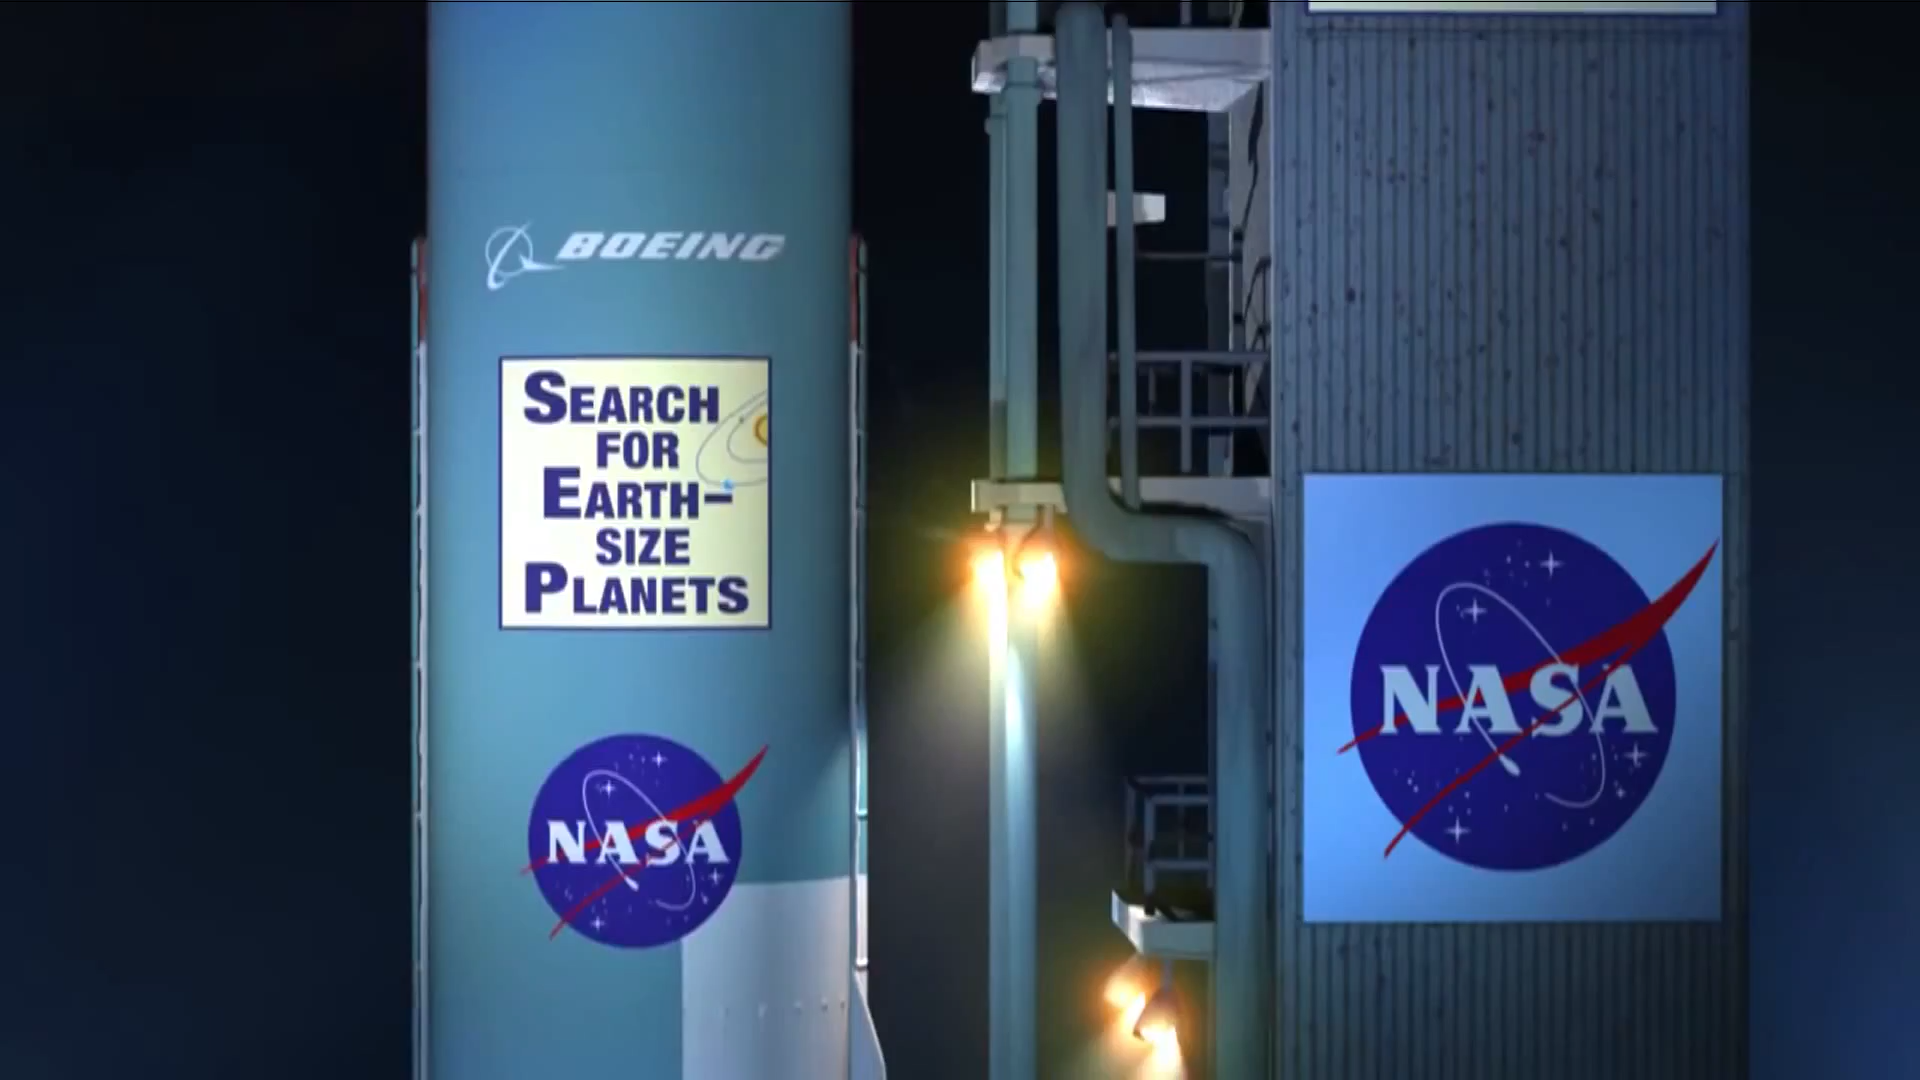 BOEING
SEARCH
FOR
EARTH–
SIZE
PLANETS
NASA
NASA